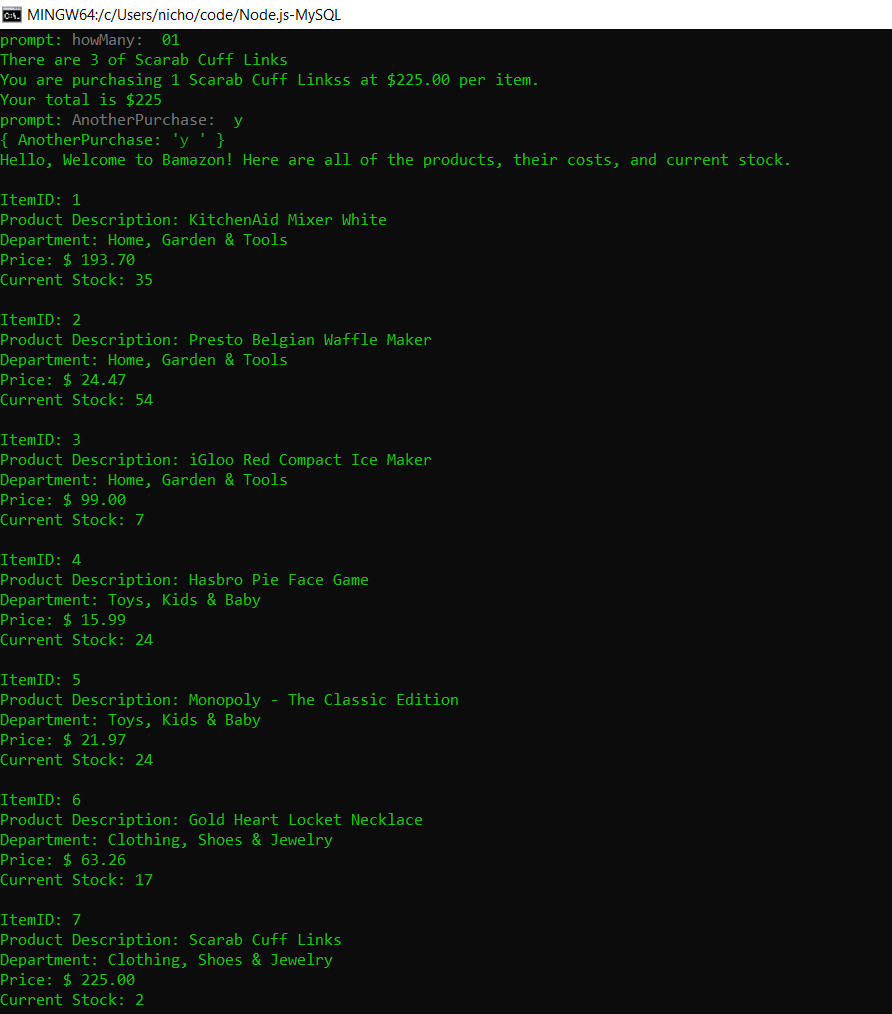 MINGW64:/c/Users/nicho/code/Node.js-MySQL
prompt: howMany:  01
There are 3 of Scarab Cuff Links
You are purchasing 1 Scarab Cuff Linkss at $225.00 per item.
Your total is $225
prompt: AnotherPurchase:  y
{ AnotherPurchase: 'y ' }
Hello, Welcome to Bamazon! Here are all of the products, their costs, and current stock.
ItemID: 1
Product Description: KitchenAid Mixer White
Department: Home, Garden & Tools
Price: $ 193.70
Current Stock: 35
ItemID: 2
Product Description: Presto Belgian Waffle Maker
Department: Home, Garden & Tools
Price: $ 24.47
Current Stock: 54
ItemID: 3
Product Description: iGloo Red Compact Ice Maker
Department: Home, Garden & Tools
Price: $ 99.00
Current Stock: 7
ItemID: 4
Product Description: Hasbro Pie Face Game
Department: Toys, Kids & Baby
Price: $ 15.99
Current Stock: 24
ItemID: 5
Product Description: Monopoly - The Classic Edition
Department: Toys, Kids & Baby
Price: $ 21.97
Current Stock: 24
ItemID: 6
Product Description: Gold Heart Locket Necklace
Department: Clothing, Shoes & Jewelry
Price: $ 63.26
Current Stock: 17
ItemID: 7
Product Description: Scarab Cuff Links
Department: Clothing, Shoes & Jewelry
Price: $ 225.00
Current Stock: 2